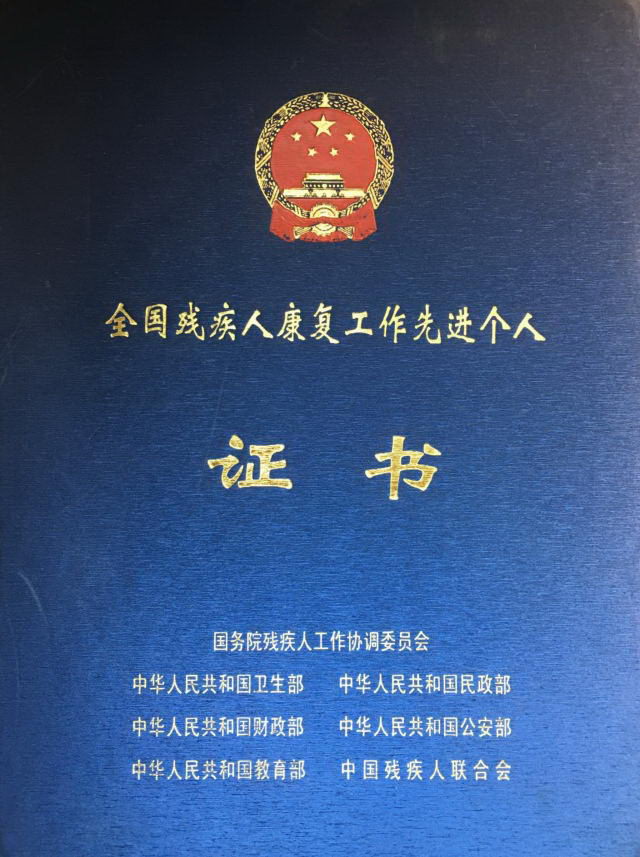 全国残疾人康复工作先进个人
证书
国务院残疾人工作协调委员会
中华人民共和国卫生部 中华人民共和国民政部
中华人民共和国财政部 中华人民共和国公安部
中华人民共和国教育部 中国残疾人联合会